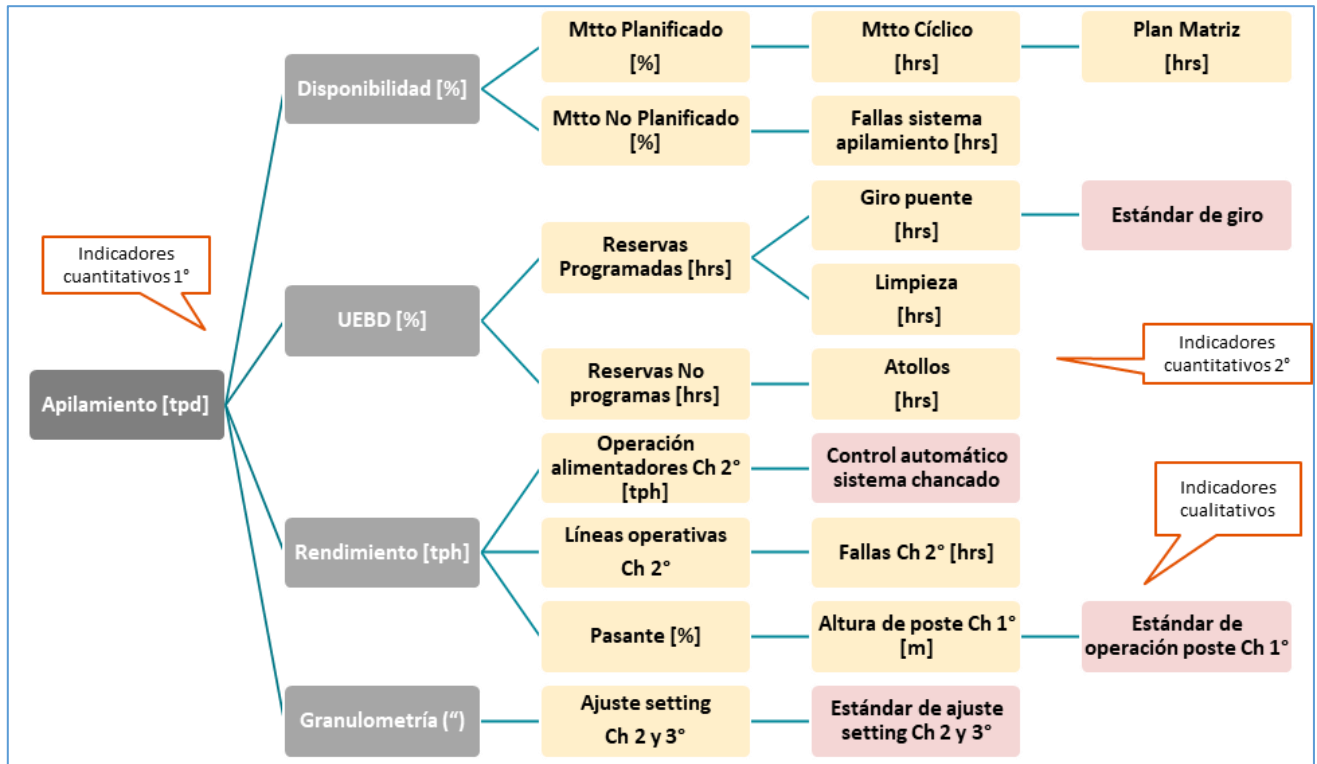 Mtto Planificado
[%]
Mtto Cíclico
[hrs]
Plan Matriz
[hrs]
Disponibilidad [%]
Mtto No Planificado
[%]
Fallas sistema
apilamiento [hrs]
Giro puente
[hrs]
Estándar de giro
Indicadores
cuantitativos 1°
Reservas
Programadas [hrs]
Limpieza
[hrs]
UEBD [%]
Indicadores
cuantitativos 2°
Reservas No
programas [hrs]
Atollos
[hrs]
Apilamiento [tpd]
Operación
alimentadores Ch 2°
[tph]
Control automático
sistema chancado
Indicadores
cualitativos
Rendimiento [tph]
Líneas operativas
Ch 2°
Fallas Ch 2° [hrs]
Pasante [%]
Altura de poste Ch 1°
[m]
Estándar de
operación poste Ch 1°
Granulometría (“)
Ajuste setting
Ch 2 y 3°
Estándar de ajuste
setting Ch 2 y 3°